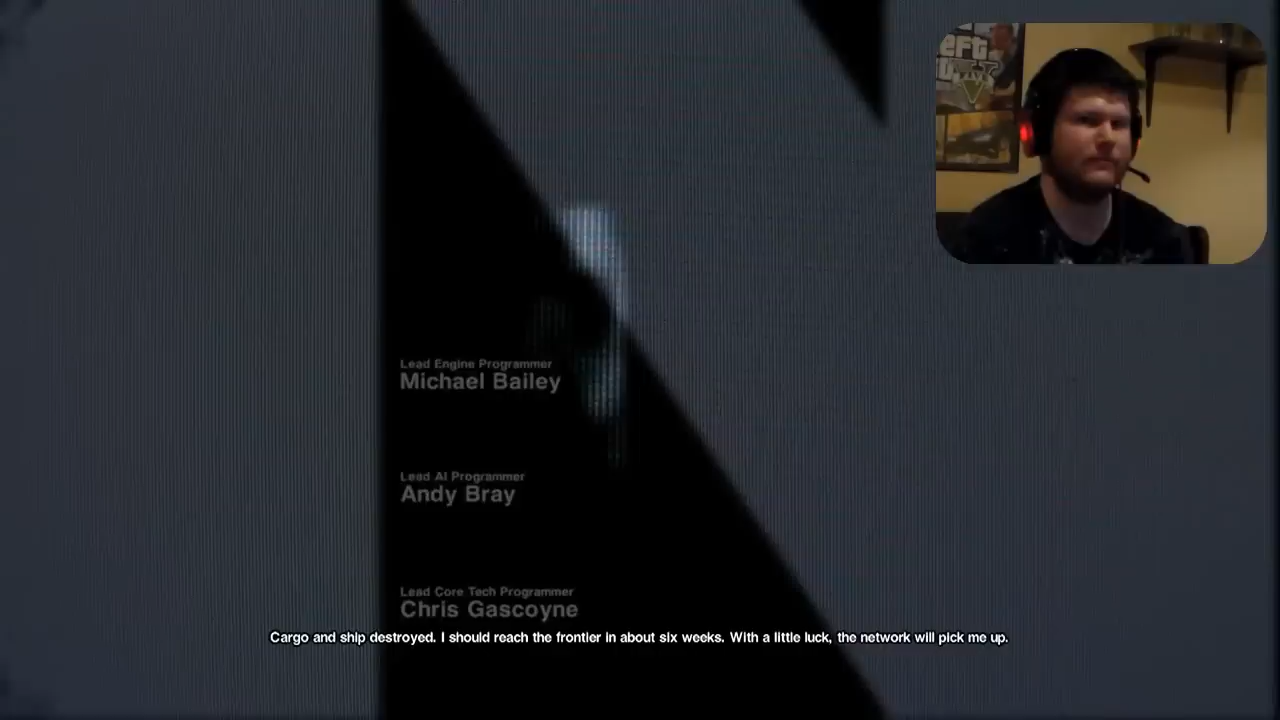 Lead Engine Programmer
Michael Bailey
Lead AI Programmer
Andy Bray
Lead Core Tech Programmer
Chris Gascoyne
Cargo and ship destroyed. I should reach the frontier in about six weeks. With a little luck, the network will pick me up.
eft
V